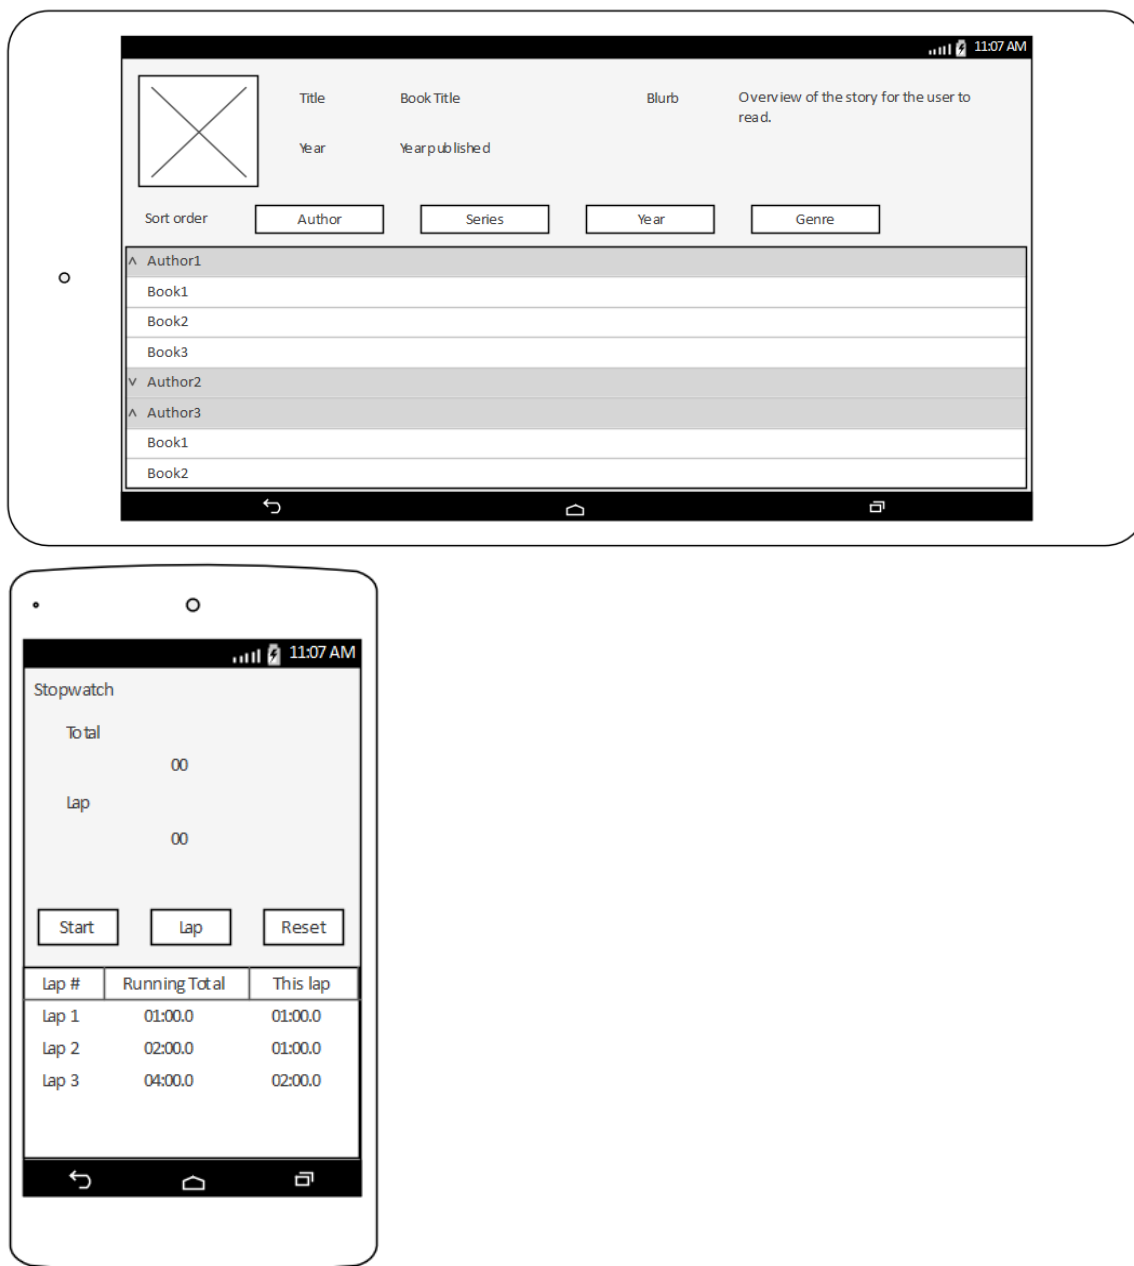 11:07 AM
Title Book Title Blurb Overview of the story for the user to
read.
Year Year published
Sort order Author Series Year Genre
^ Author1
Book1
Book2
Book3
v Author2
^ Author3
Book1
Book2
11:07 AM
Stopwatch
Total
00
Lap
00
Start Lap Reset
Lap # Running Total This lap
Lap 1 01:00.0 01:00.0
Lap 2 02:00.0 01:00.0
Lap 3 04:00.0 02:00.0